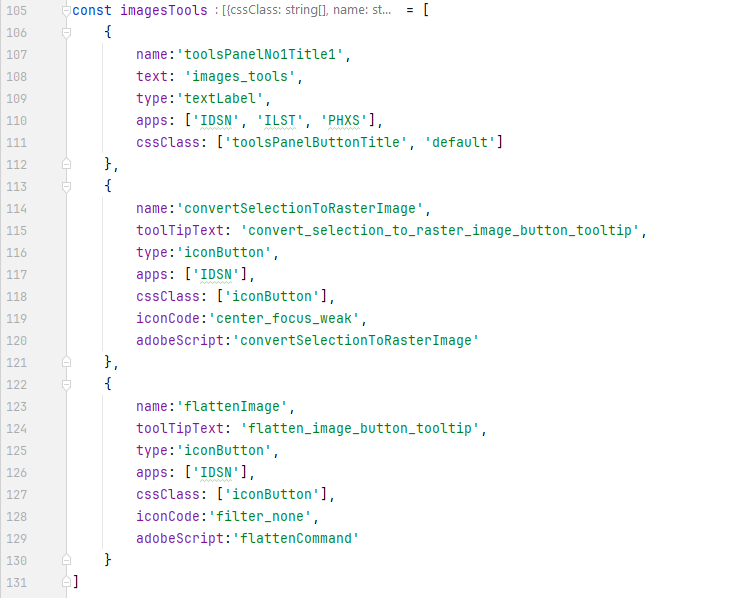 105 const imagesTools : [{cssClass: string[], name: st... = [
106 {
107 name:'toolsPanelNo1Title1',
108 text: 'images_tools',
109 type:'textLabel',
110 apps: ['IDSN', 'ILST', 'PHXS'],
111 cssClass: ['toolsPanelButtonTitle', 'default']
112 },
113 {
114 name:'convertSelectionToRasterImage',
115 toolTipText: 'convert_selection_to_raster_image_button_tooltip',
116 type:'iconButton',
117 apps: ['IDSN'],
118 cssClass: ['iconButton'],
119 iconCode:'center_focus_weak',
120 adobeScript:'convertSelectionToRasterImage'
121 },
122 {
123 name:'flattenImage',
124 toolTipText: 'flatten_image_button_tooltip',
125 type:'iconButton',
126 apps: ['IDSN'],
127 cssClass: ['iconButton'],
128 iconCode:'filter_none',
129 adobeScript:'flattenCommand'
130 }
131 ]